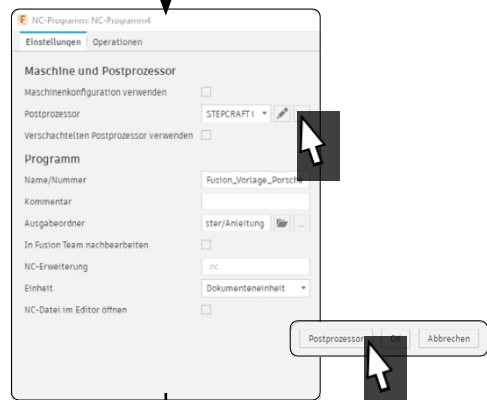 NC-Programm: NC-Programm4
Einstellungen Operationen
Maschine und Postprozessor
Maschinenkonfiguration verwenden
Postprozessor STEPCRAFT
Verschachtelten Postprozessor verwenden
Programm
Name/Nummer Fusion_Vorlage_Porsche
Kommentar
Ausgabeordner ster/Anleitung ...
In Fusion Team nachbearbeiten
NC-Erweiterung .nc
Einheit Dokumenteneinheit
NC-Datei im Editor öffnen
Postprozessor OK Abbrechen